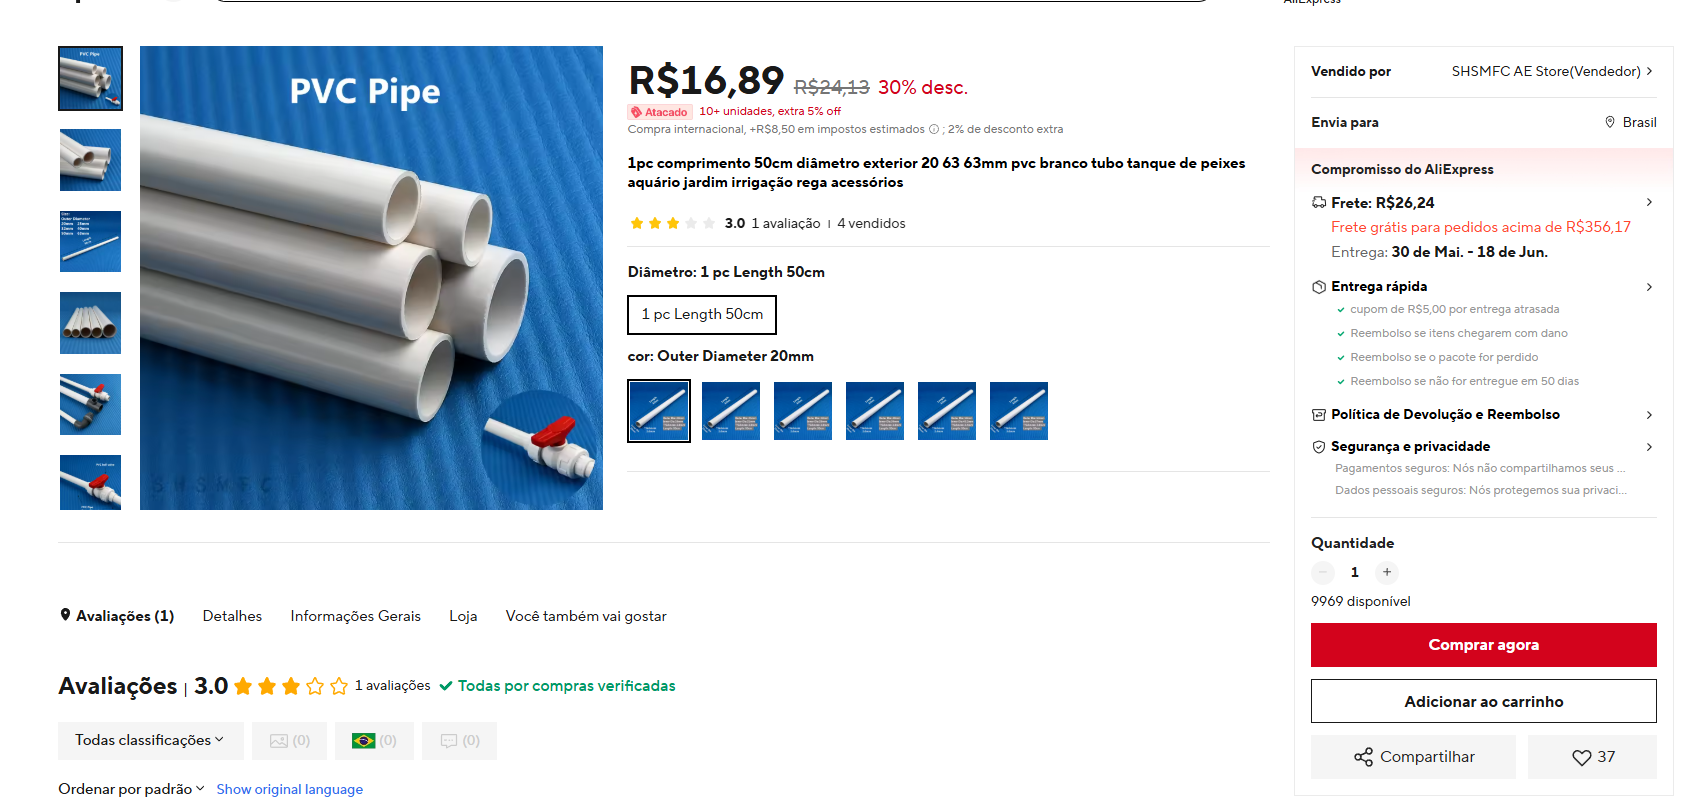 AliExpress
PVC Pipe
SHSMFC
R$16,89 R$24,13 30% desc.
Atacado 10+ unidades, extra 5% off
Compra internacional, +R$8,50 em impostos estimados ; 2% de desconto extra
1pc comprimento 50cm diâmetro exterior 20 63 63mm pvc branco tubo tanque de peixes
aquário jardim irrigação rega acessórios
3.0 1 avaliação | 4 vendidos
Diâmetro: 1 pc Length 50cm
1 pc Length 50cm
cor: Outer Diameter 20mm
Vendido por SHSMFC AE Store(Vendedor)
Envia para Brasil
Compromisso do AliExpress
Frete: R$26,24
Frete grátis para pedidos acima de R$356,17
Entrega: 30 de Mai. - 18 de Jun.
Entrega rápida
cupom de R$5,00 por entrega atrasada
Reembolso se itens chegarem com dano
Reembolso se o pacote for perdido
Reembolso se não for entregue em 50 dias
Política de Devolução e Reembolso
Segurança e privacidade
Pagamentos seguros: Nós não compartilhamos seus ...
Dados pessoais seguros: Nós protegemos sua privaci...
Quantidade
1
9969 disponível
Comprar agora
Adicionar ao carrinho
Compartilhar 37
Avaliações (1) Detalhes Informações Gerais Loja Você também vai gostar
Avaliações | 3.0 1 avaliações Todas por compras verificadas
Todas classificações (0) (0) (0)
Ordenar por padrão Show original language